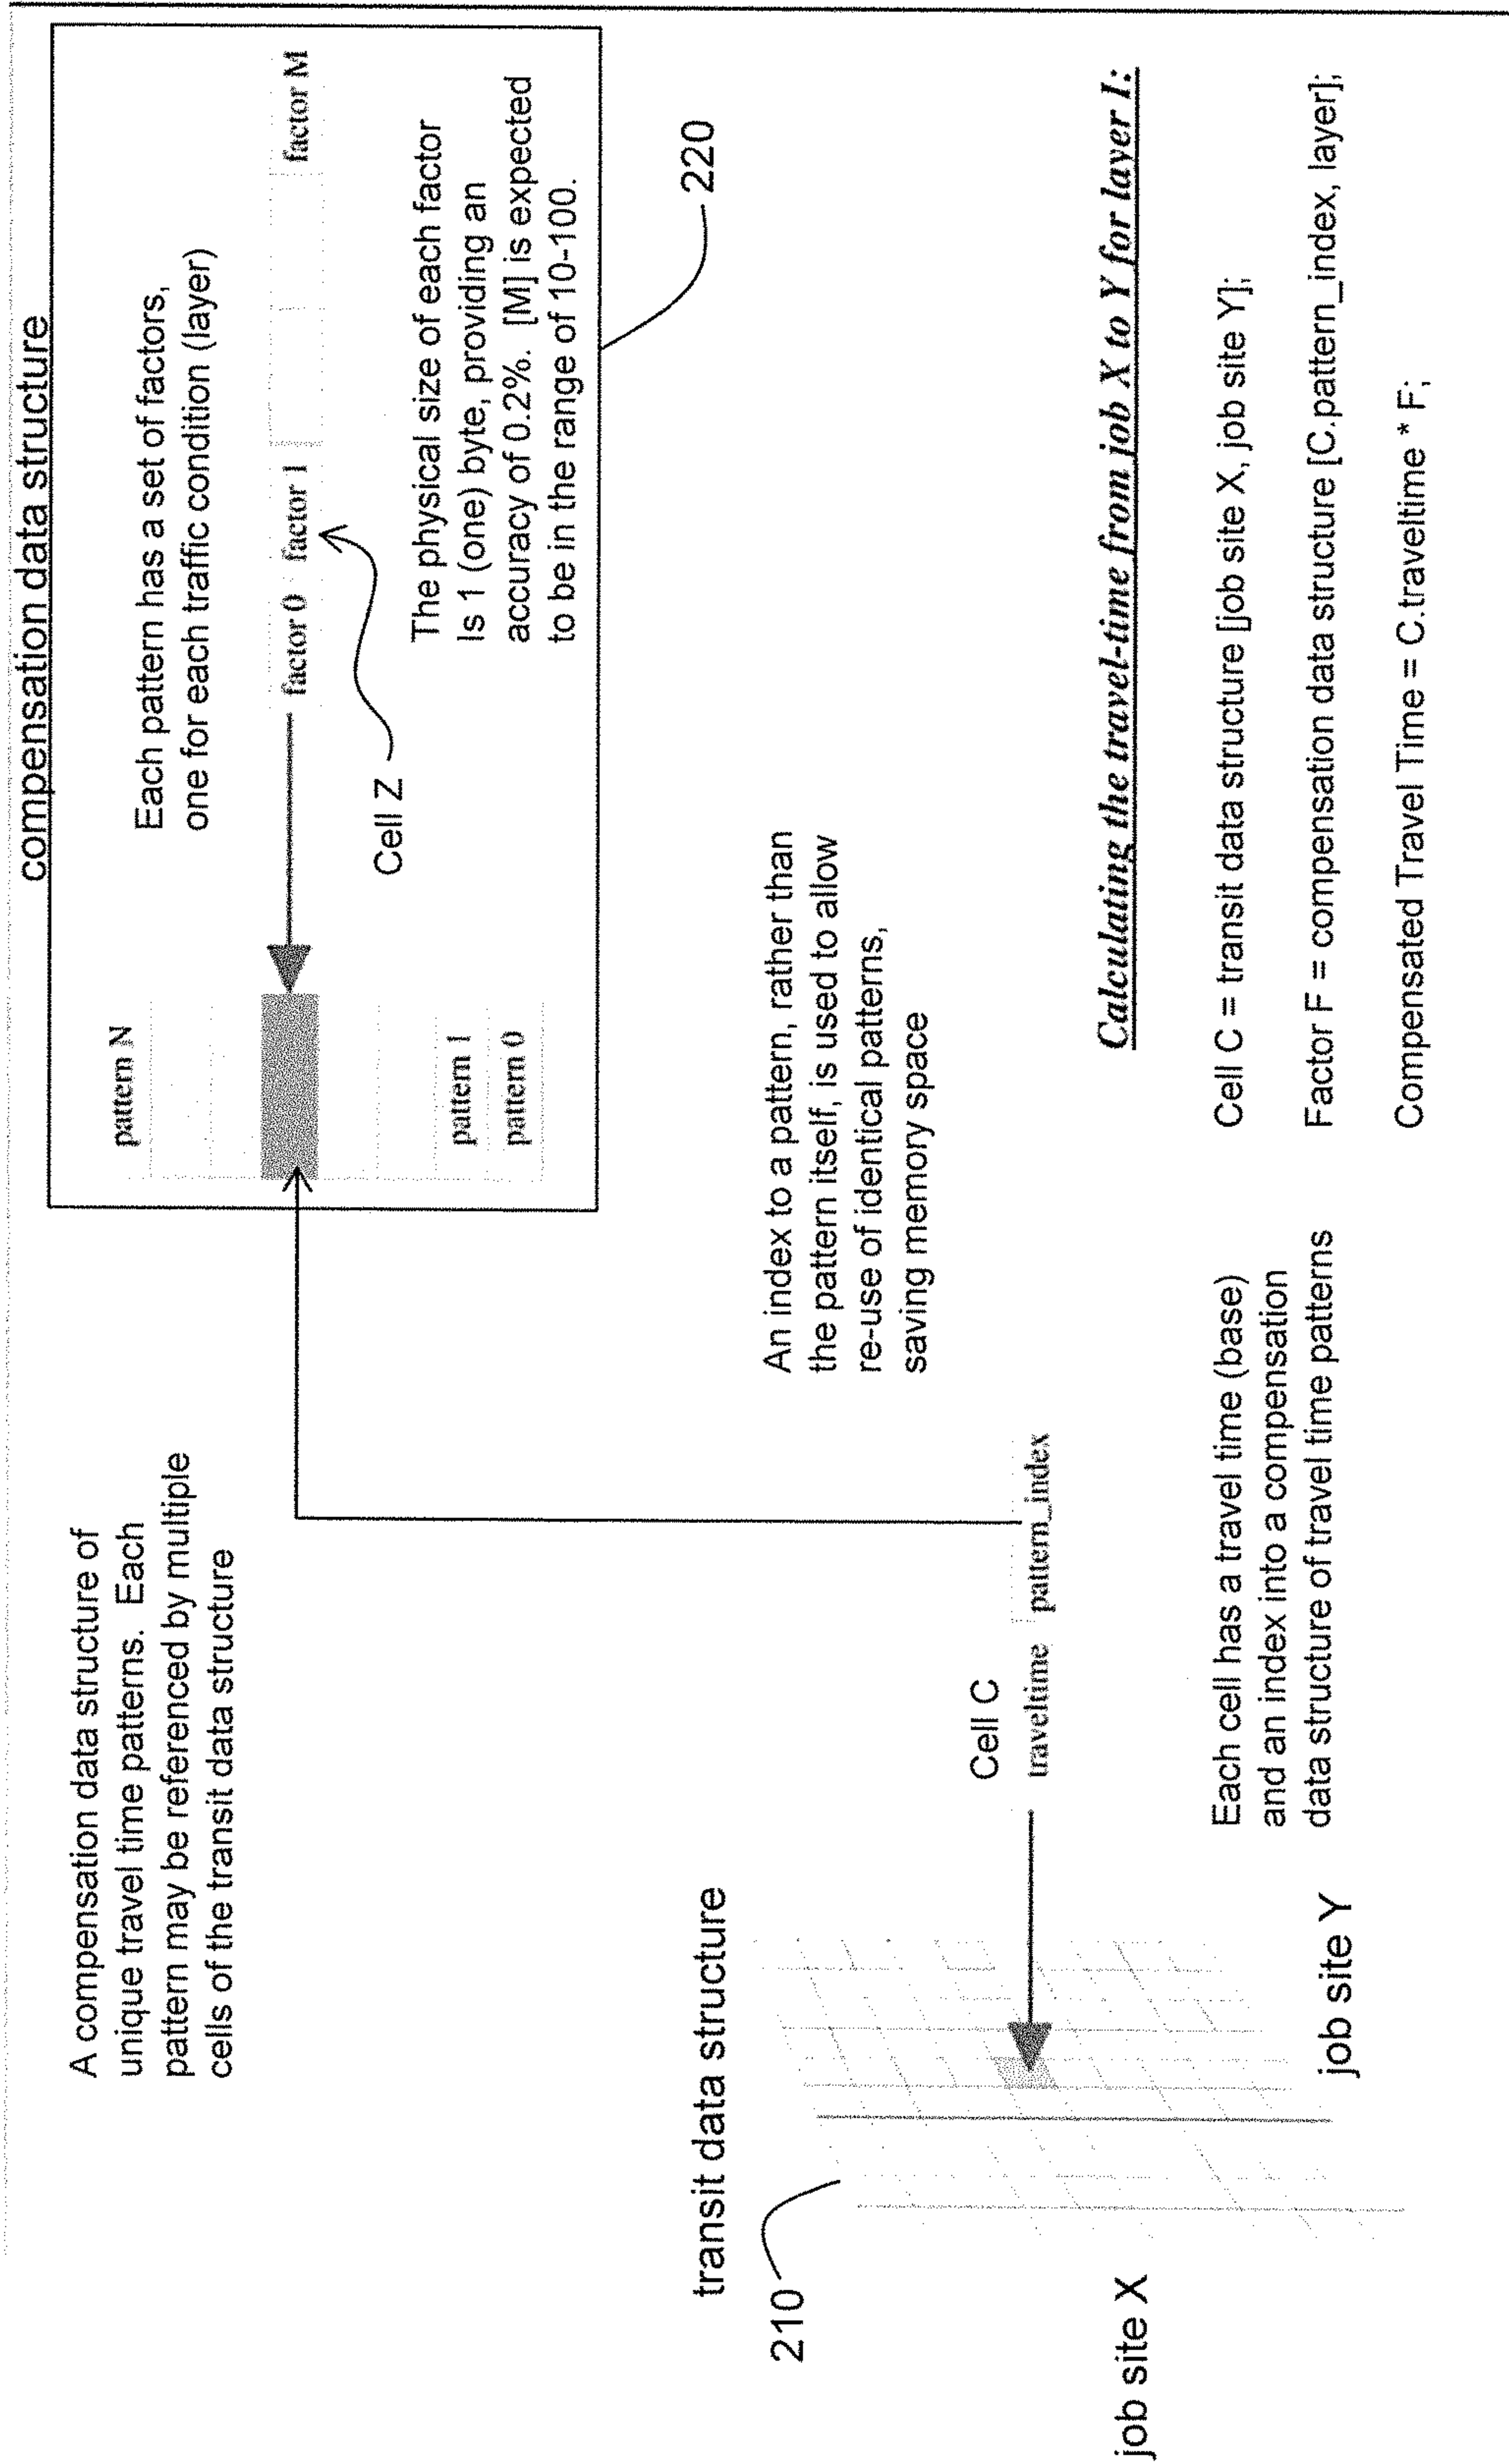 compensation data structure
A compensation data structure of
unique travel time patterns. Each
pattern may be referenced by multiple
cells of the transit data structure
pattern N
pattern 1
pattern 0
Each pattern has a set of factors,
one for each traffic condition (layer)
factor 0 factor 1 factor M
Cell Z
The physical size of each factor
Is 1 (one) byte, providing an
accuracy of 0.2%. [M] is expected
to be in the range of 10-100.
220
An index to a pattern, rather than
the pattern itself, is used to allow
re-use of identical patterns,
saving memory space
transit data structure
210
Cell C
traveltime pattern_index
job site X
job site Y
Each cell has a travel time (base)
and an index into a compensation
data structure of travel time patterns
Calculating the travel-time from job X to Y for layer I:
Cell C = transit data structure [job site X, job site Y];
Factor F = compensation data structure [C.pattern_index, layer];
Compensated Travel Time = C.traveltime * F;